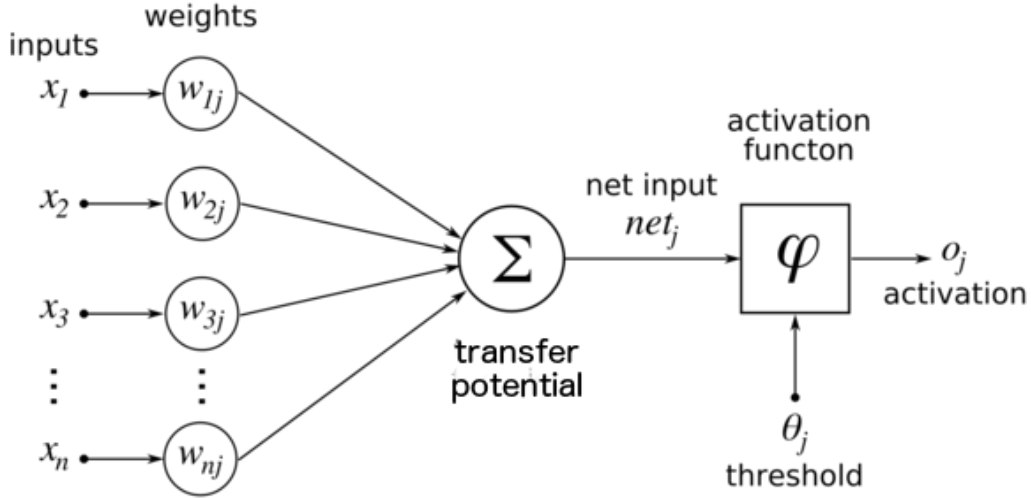 weights
inputs
x1
w1j
x2
w2j
x3
w3j
xn
wnj
Σ
transfer
potential
net input
netj
activation
functon
φ
oj
activation
θj
threshold